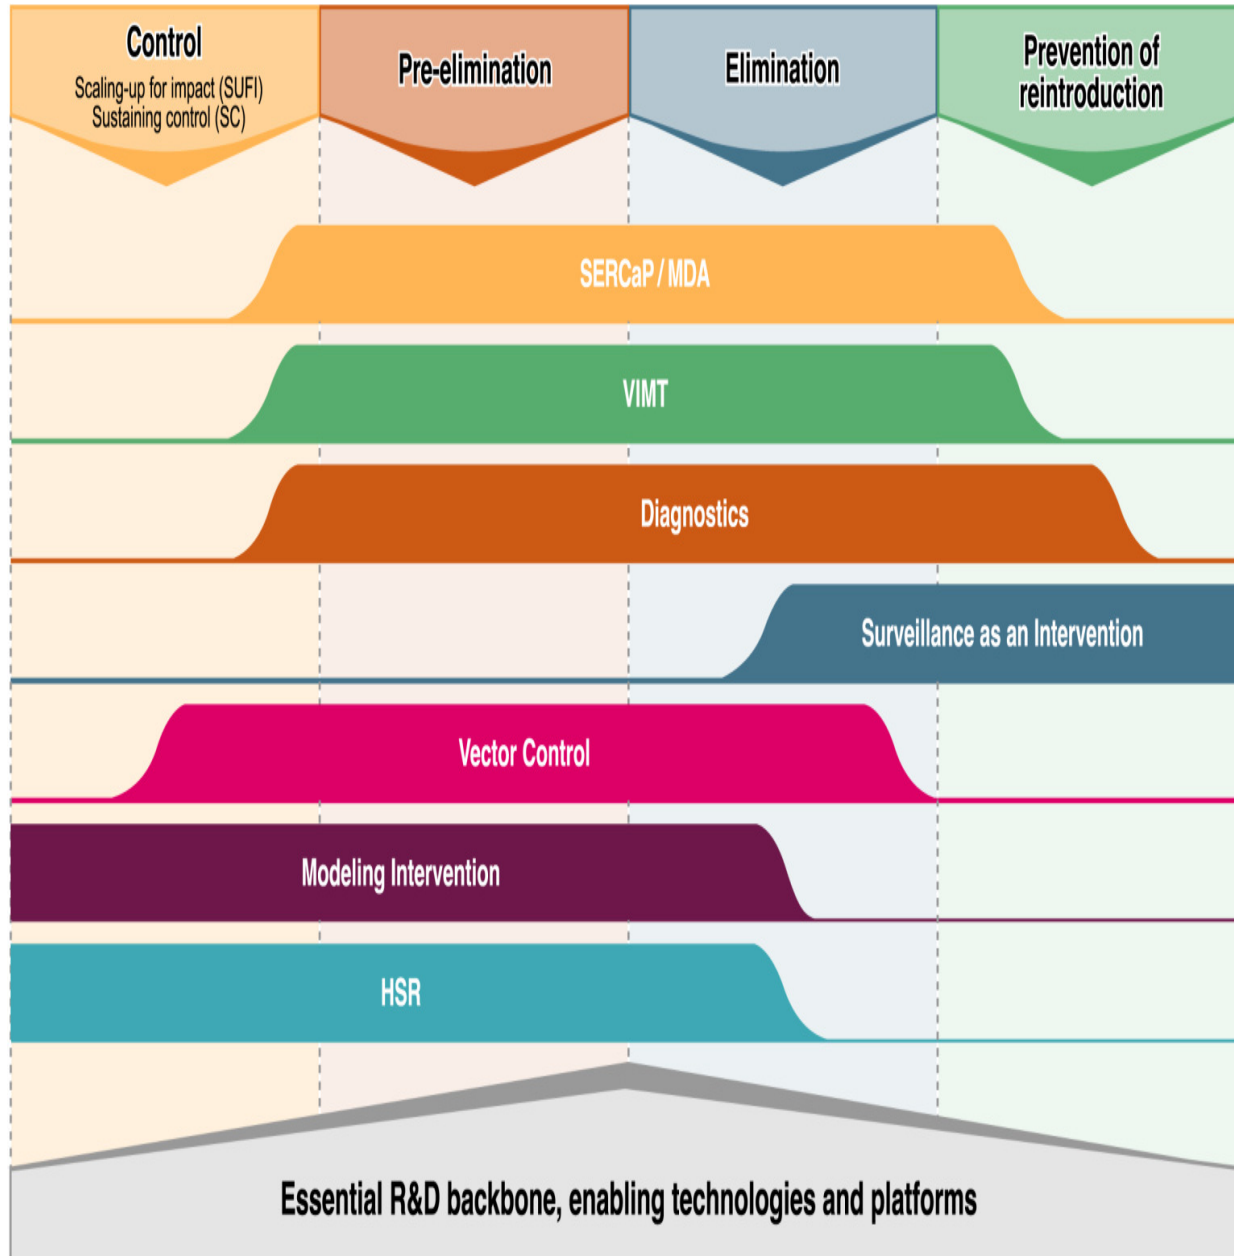 Control
Scaling-up for impact (SUFI)
Sustaining control (SC)
Pre-elimination
Elimination
Prevention of
reintroduction
SERCaP / MDA
VIMT
Diagnostics
Surveillance as an Intervention
Vector Control
Modeling Intervention
HSR
Essential R&D backbone, enabling technologies and platforms